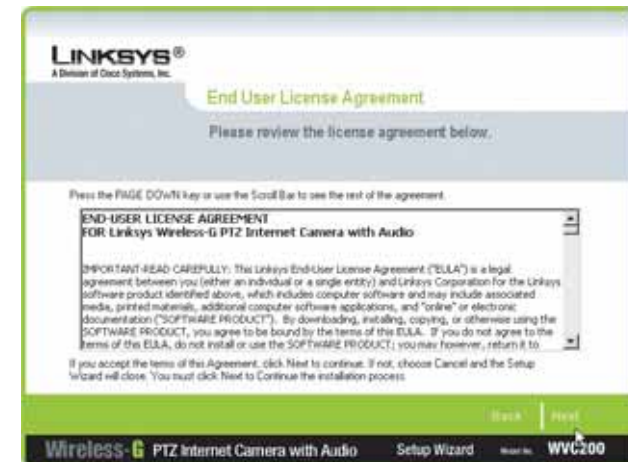 LINKSYS®
A Division of Cisco Systems, Inc.
End User License Agreement
Please review the license agreement below.
Press the PAGE DOWN key or use the Scroll Bar to see the rest of the agreement.
END-USER LICENSE AGREEMENT
FOR Linksys Wireless-G PTZ Internet Camera with Audio
IMPORTANT-READ CAREFULLY: This Linksys End-User License Agreement ("EULA") is a legal
agreement between you (either an individual or a single entity) and Linksys Corporation for the Linksys
software product identified above, which includes computer software and may include associated
media, printed materials, additional computer software applications, and "online" or electronic
documentation ("SOFTWARE PRODUCT"). By downloading, installing, copying, or otherwise using the
SOFTWARE PRODUCT, you agree to be bound by the terms of this EULA. If you do not agree to the
terms of this EULA, do not install or use the SOFTWARE PRODUCT; you may however, return it to
If you accept the terms of this Agreement, click Next to continue. If not, choose Cancel and the Setup
Wizard will close. You must click Next to Continue the installation process.
Back Next
Wireless-G PTZ Internet Camera with Audio Setup Wizard Model No. WVC200